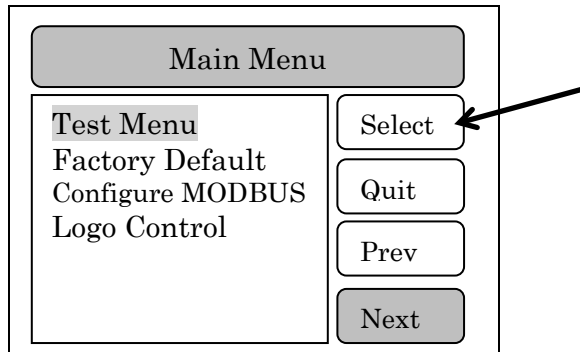 Main Menu
Test Menu
Factory Default
Configure MODBUS
Logo Control
Select
Quit
Prev
Next